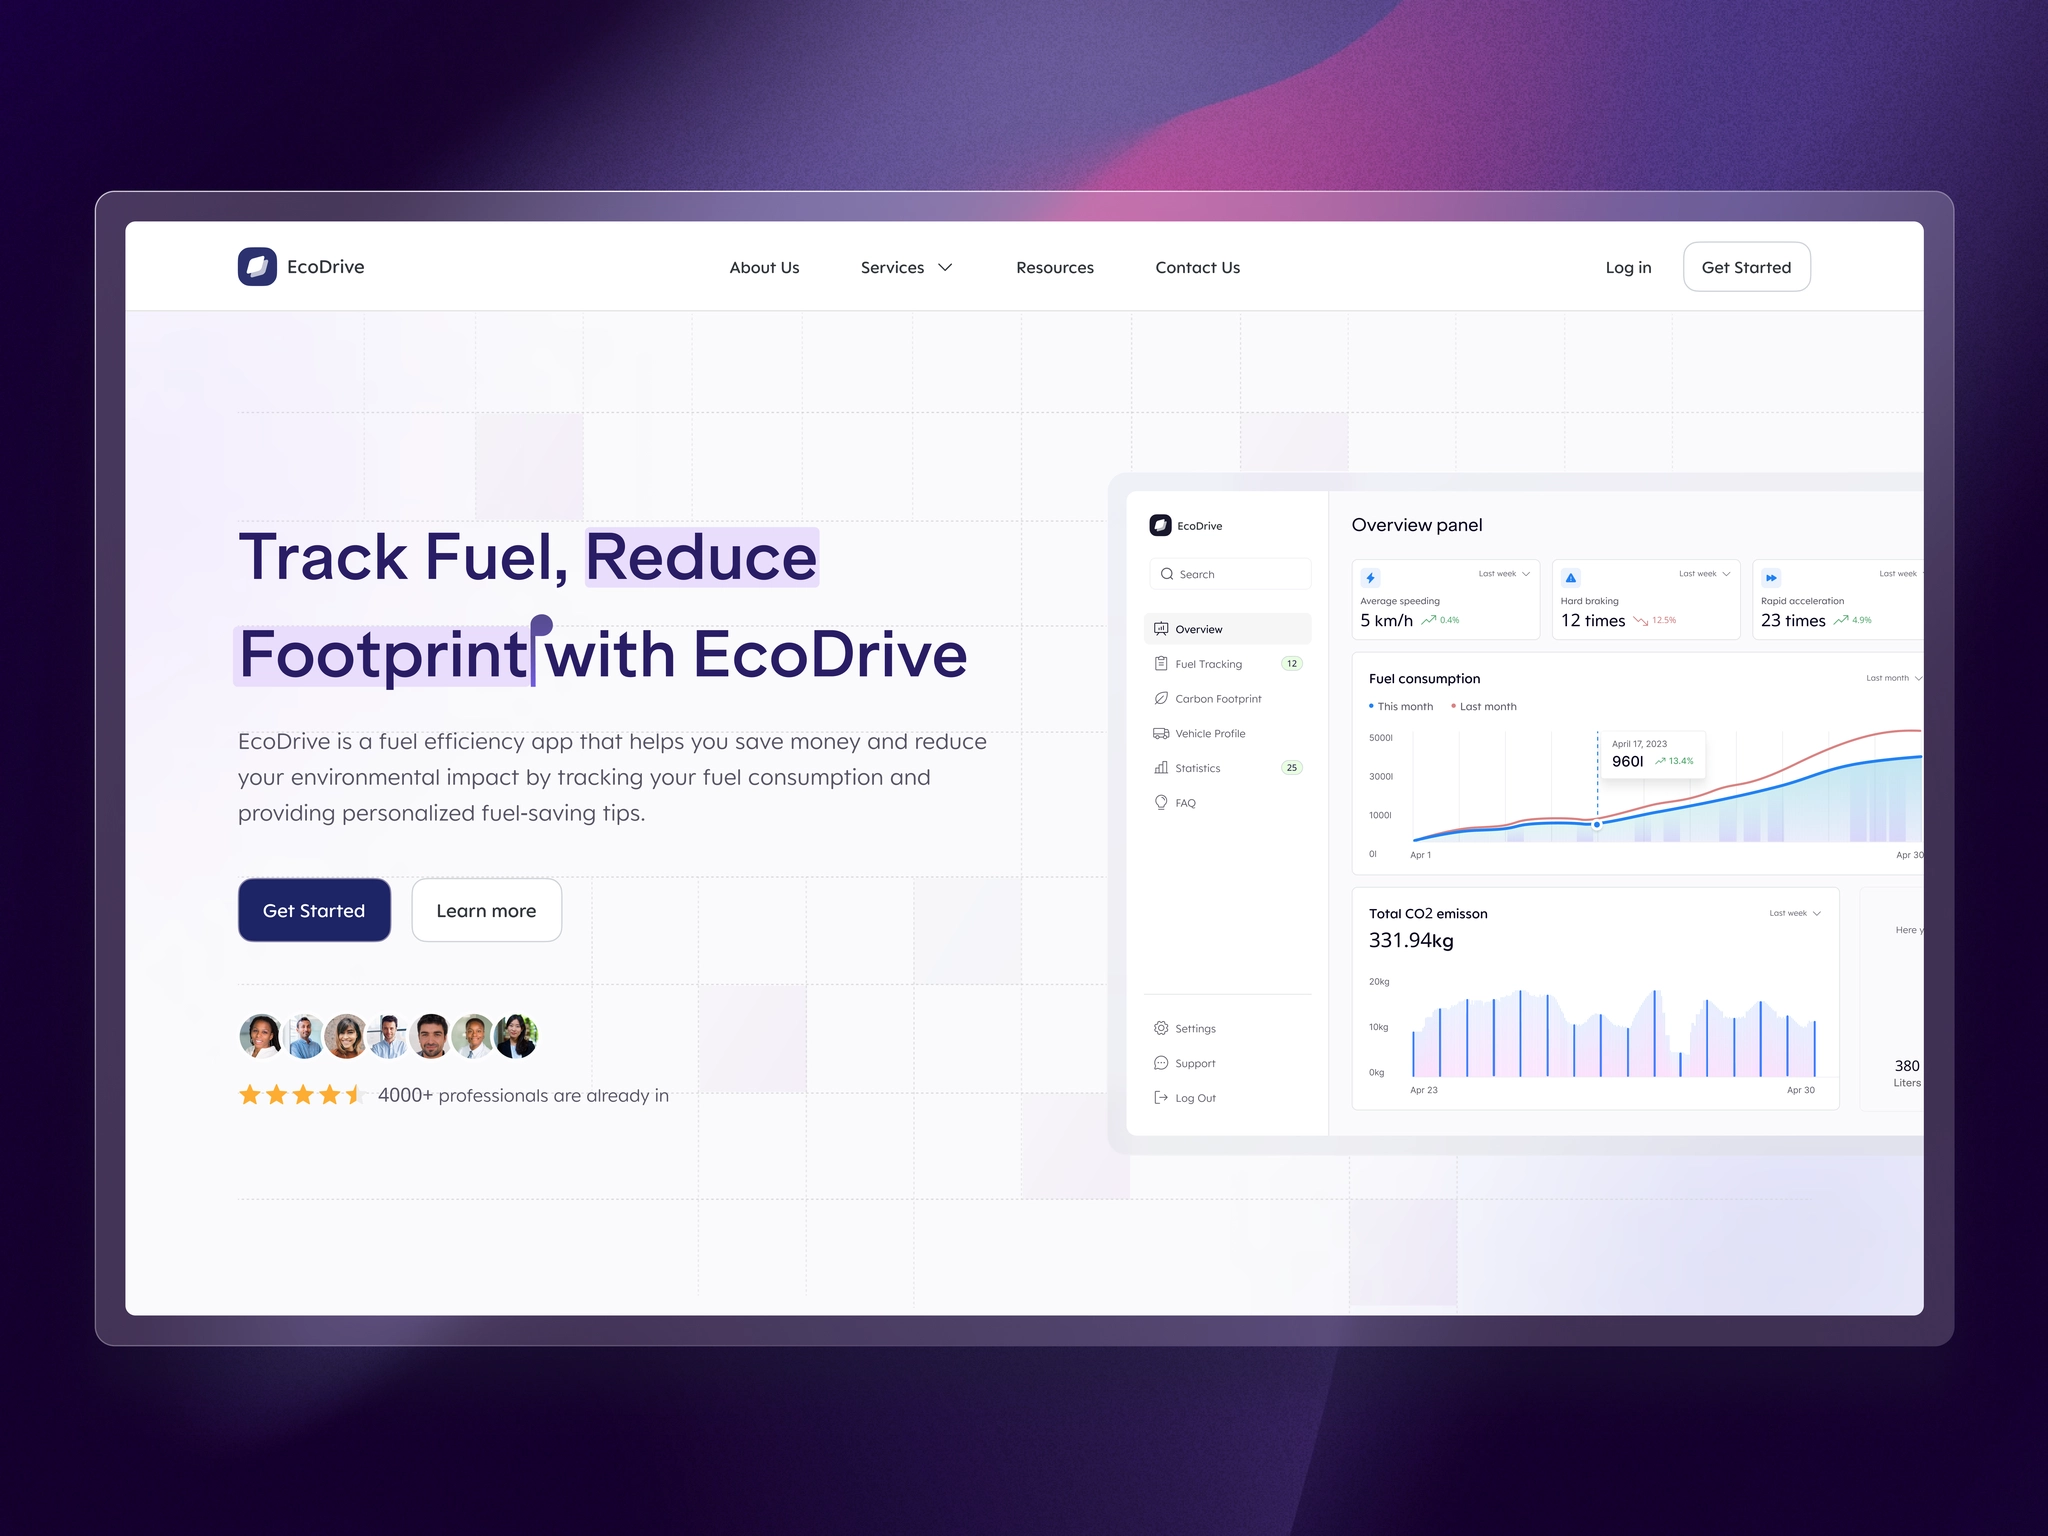 EcoDrive
About Us
Services
Resources
Contact Us
Log in
Get Started
Track Fuel, Reduce
Footprint with EcoDrive
EcoDrive is a fuel efficiency app that helps you save money and reduce
your environmental impact by tracking your fuel consumption and
providing personalized fuel-saving tips.
Get Started
Learn more
4000+ professionals are already in
EcoDrive
Search
Overview
Fuel Tracking 12
Carbon Footprint
Vehicle Profile
Statistics 25
FAQ
Settings
Support
Log Out
Overview panel
Last week
Average speeding
5 km/h 0.4%
Last week
Hard braking
12 times 12.5%
Last week
Rapid acceleration
23 times 4.9%
Fuel consumption
Last month
This month
Last month
5000l
3000l
1000l
0l
April 17, 2023
960l 13.4%
Apr 1
Apr 30
Total CO2 emisson
Last week
331.94kg
20kg
10kg
0kg
Apr 23
Apr 30
Here
380
Liters